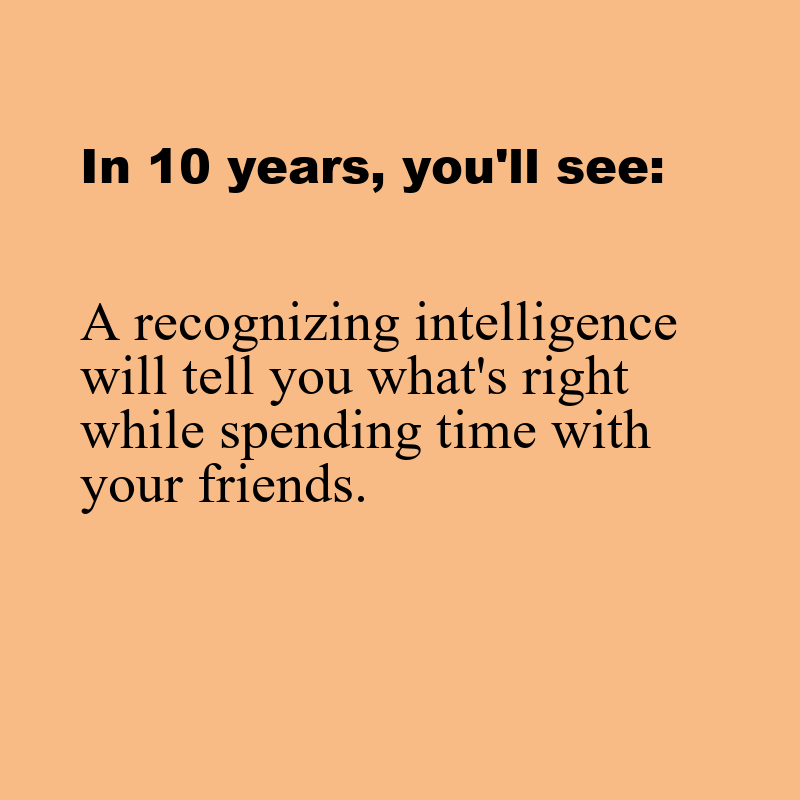 In 10 years, you'll see:
A recognizing intelligence
will tell you what's right
while spending time with
your friends.